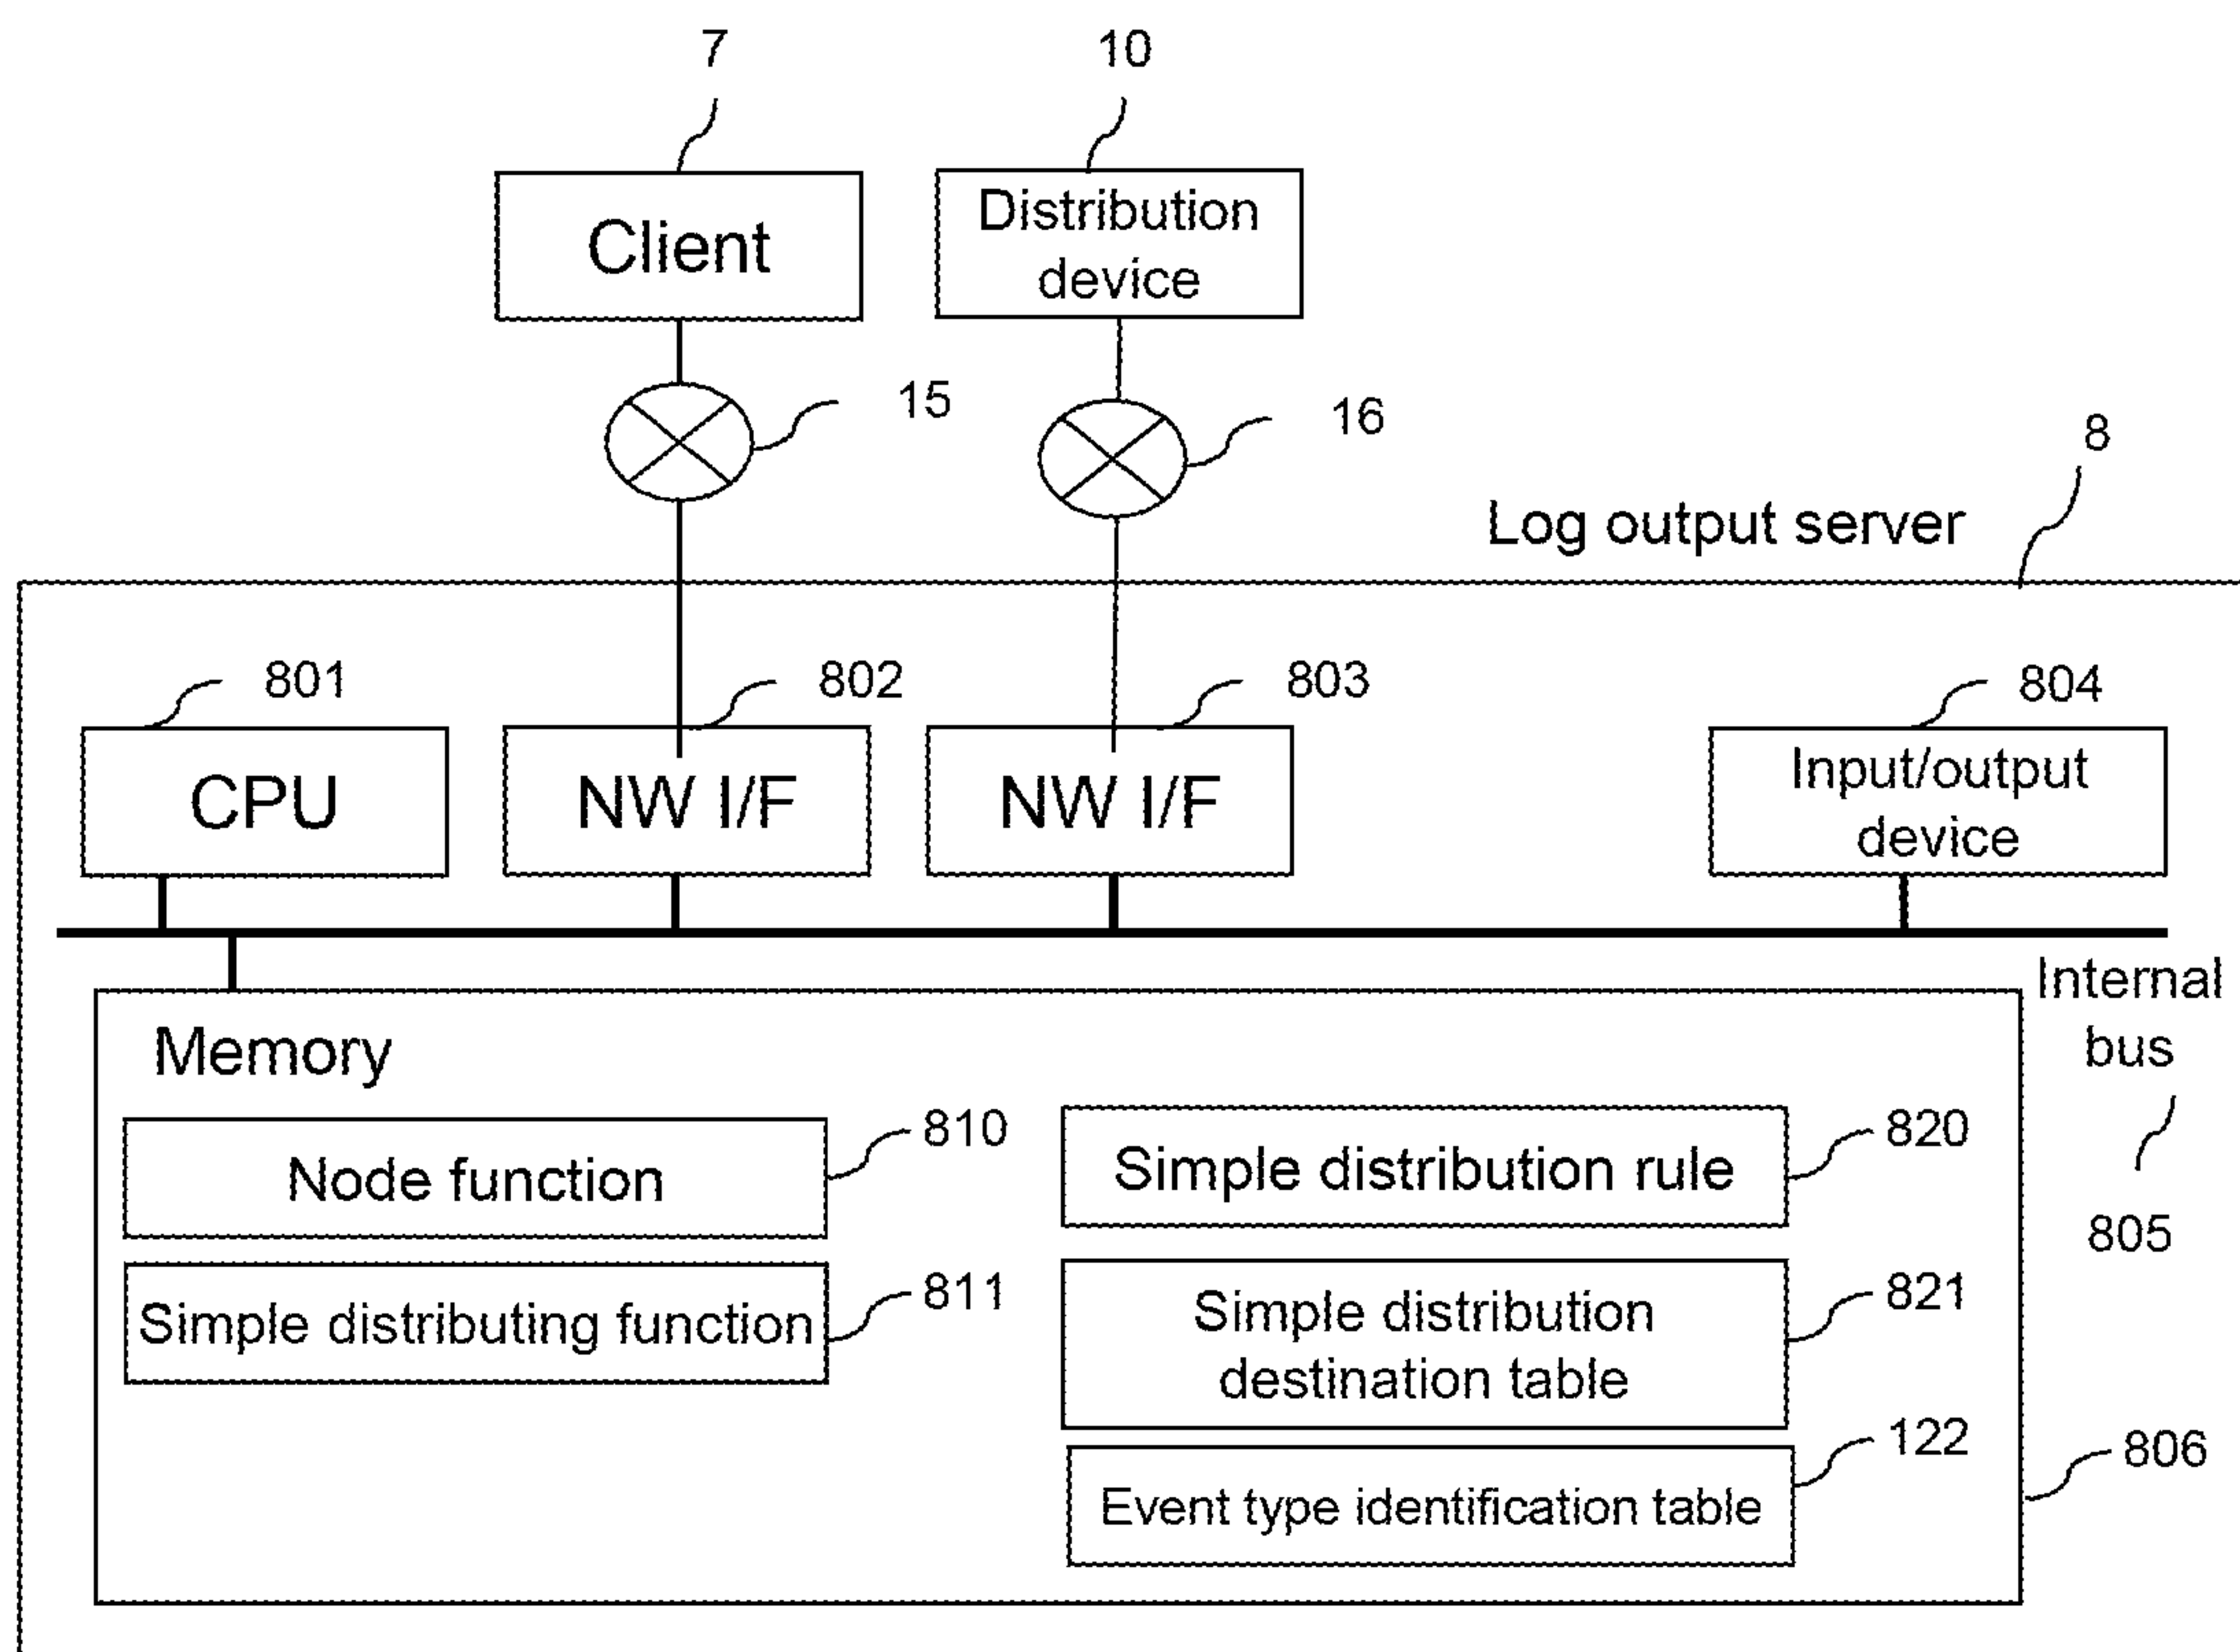 7
10
Client
Distribution
device
15
16
8
Log output server
801
802
803
804
CPU
NW I/F
NW I/F
Input/output
device
Internal
bus
805
Memory
810
Node function
811
Simple distributing function
820
Simple distribution rule
821
Simple distribution
destination table
122
Event type identification table
806